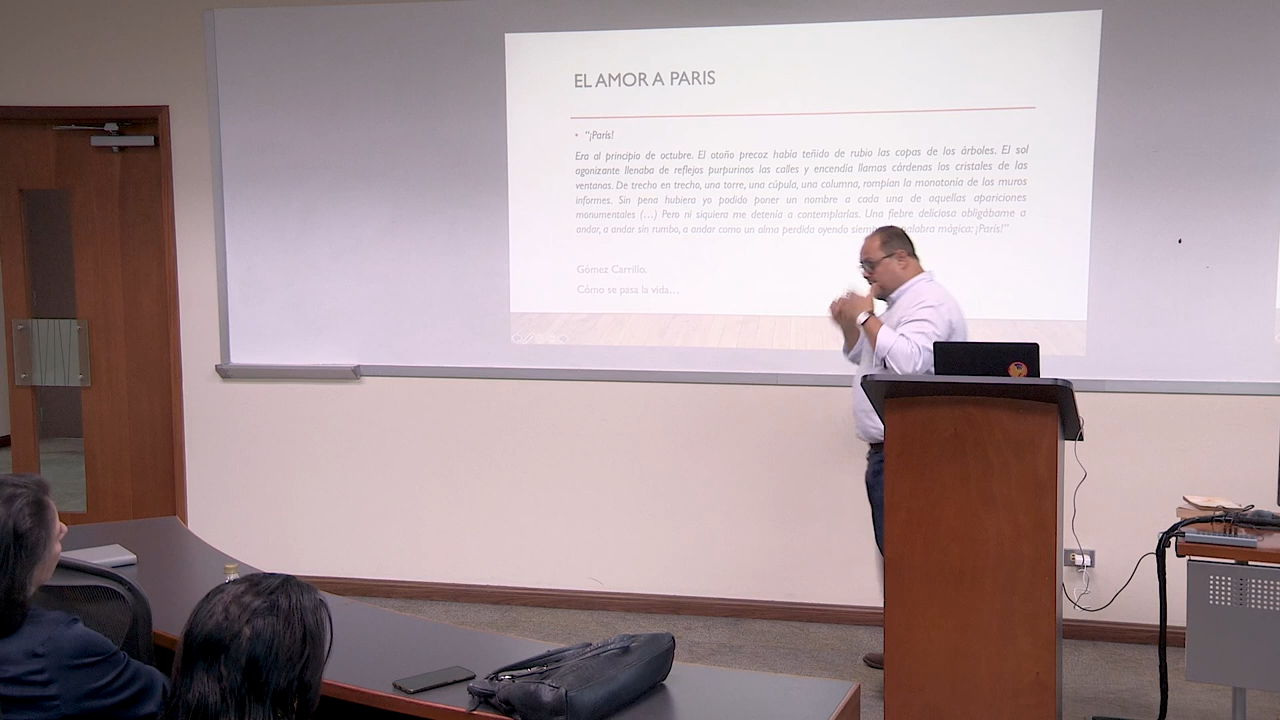 EL AMOR A PARIS
• "¡París!
Era al principio de octubre. El otoño precoz había teñido de rubio las copas de los árboles. El sol
agonizante llenaba de reflejos purpurinos las calles y encendía llamas cárdenas los cristales de las
ventanas. De trecho en trecho, una torre, una cúpula, una columna, rompían la monotonía de los muros
informes. Sin pena hubiera yo podido poner un nombre a cada una de aquellas apariciones
monumentales (…) Pero ni siquiera me detenía a contemplarlas. Una fiebre deliciosa obligábame a
andar, a andar sin rumbo, a andar como un alma perdida oyendo palabra mágica: ¡París!"
Gómez Carrillo.
Cómo se pasa la vida…